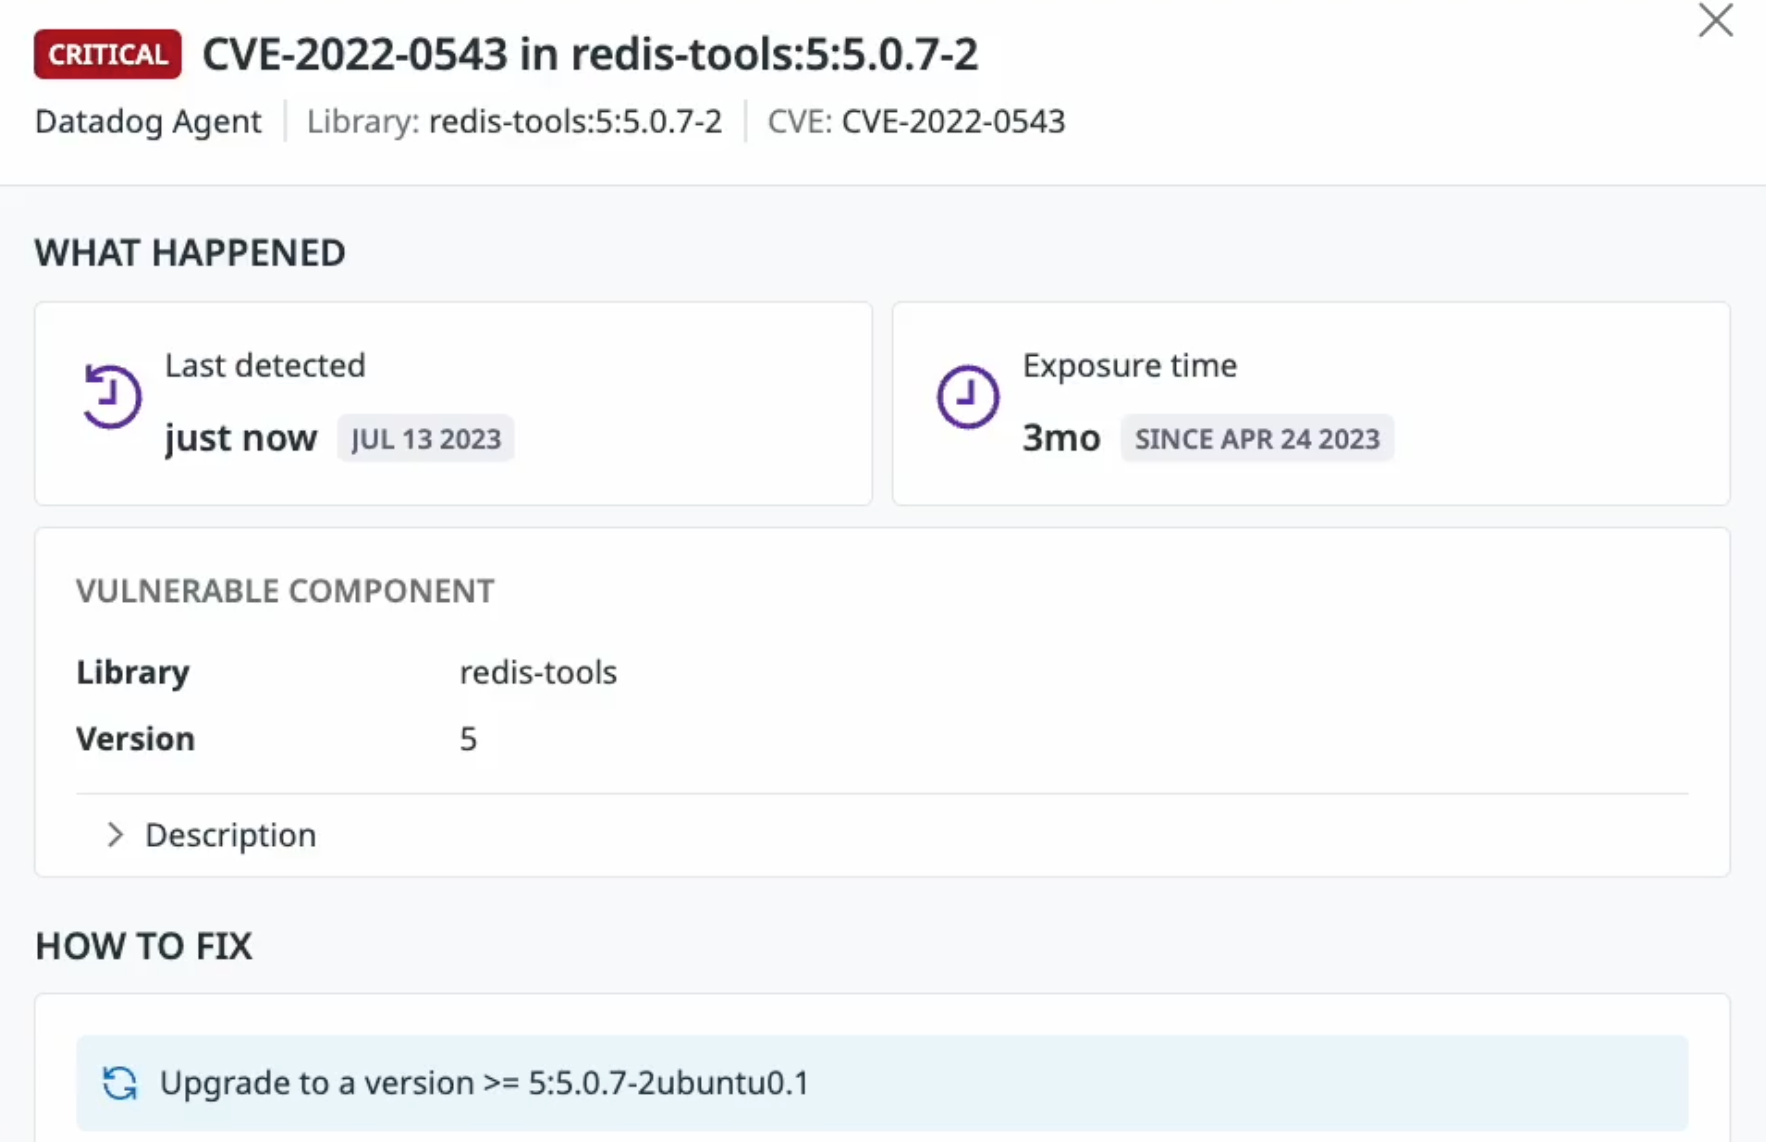 CRITICAL CVE-2022-0543 in redis-tools:5:5.0.7-2
Datadog Agent Library: redis-tools:5:5.0.7-2 CVE: CVE-2022-0543
WHAT HAPPENED
Last detected
just now JUL 13 2023
Exposure time
3mo SINCE APR 24 2023
VULNERABLE COMPONENT
Library redis-tools
Version 5
Description
HOW TO FIX
Upgrade to a version >= 5:5.0.7-2ubuntu0.1